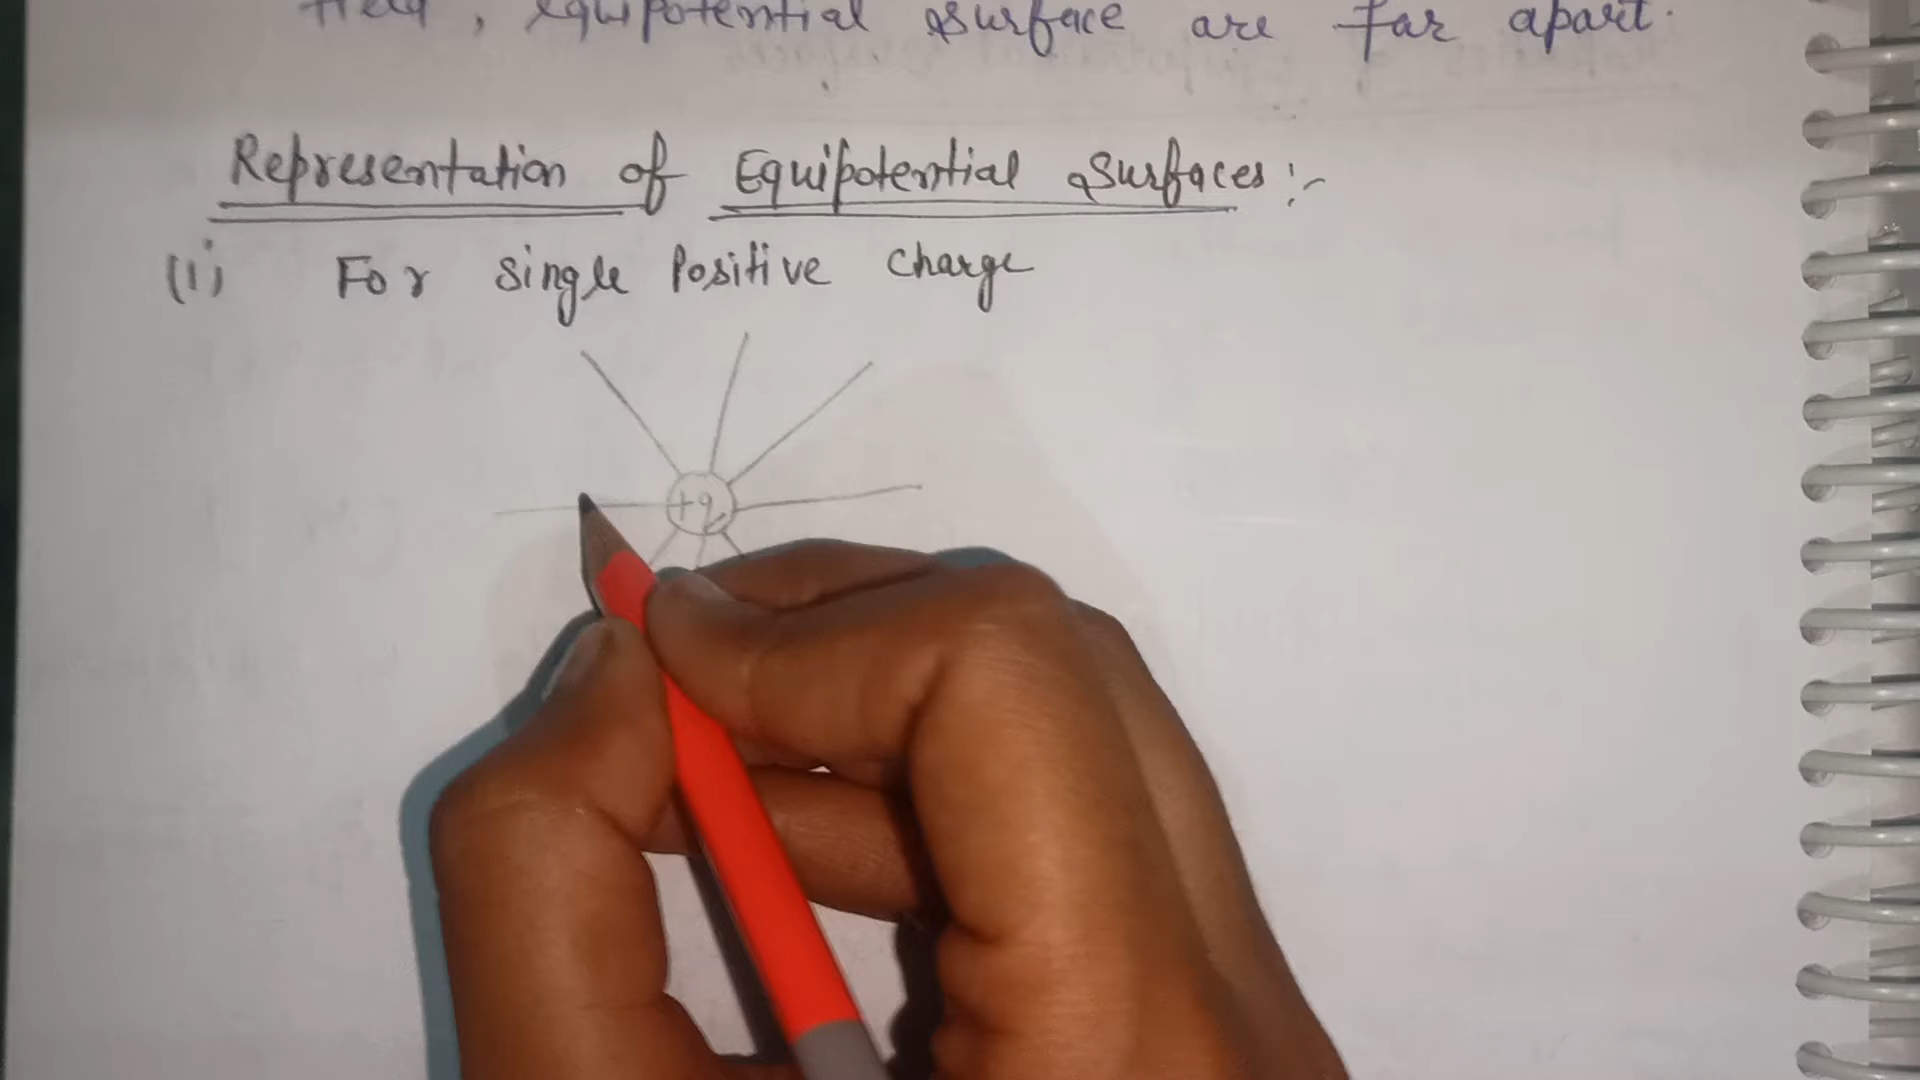 field, equipotential surface are far apart.
Representation of Equipotential Surfaces :-
(i) For single Positive Charge
+q